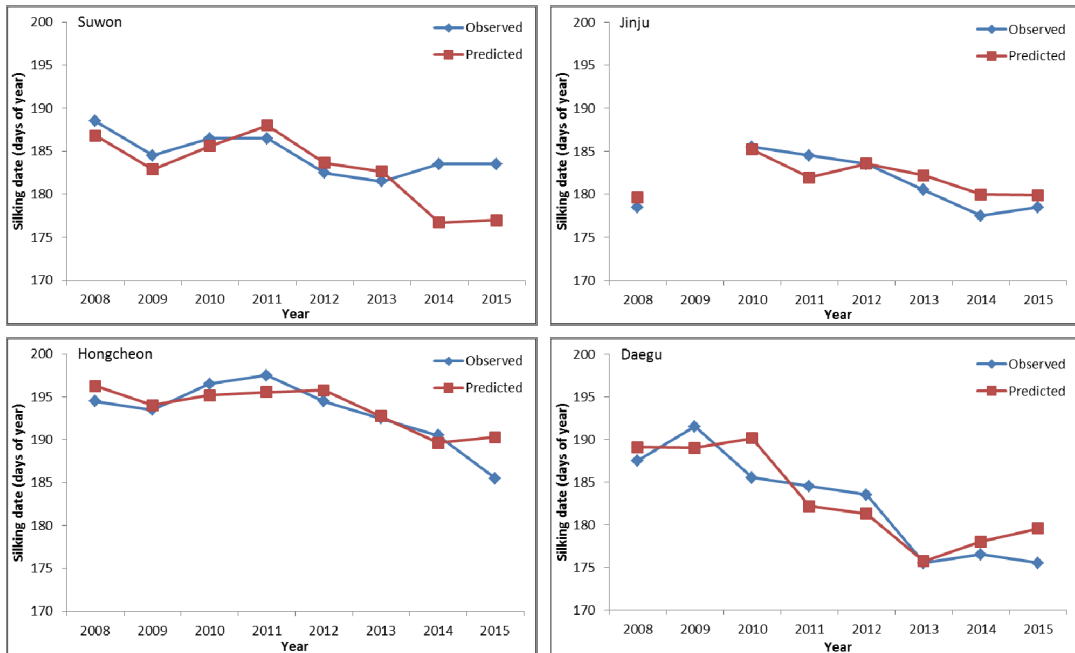 Suwon
Observed
Predicted
Silking date (days of year)
200
195
190
185
180
175
170
2008 2009 2010 2011 2012 2013 2014 2015
Year
Jinju
Observed
Predicted
Silking date (days of year)
200
195
190
185
180
175
170
2008 2009 2010 2011 2012 2013 2014 2015
Year
Hongcheon
Observed
Predicted
Silking date (days of year)
200
195
190
185
180
175
170
2008 2009 2010 2011 2012 2013 2014 2015
Year
Daegu
Observed
Predicted
Silking date (days of year)
200
195
190
185
180
175
170
2008 2009 2010 2011 2012 2013 2014 2015
Year